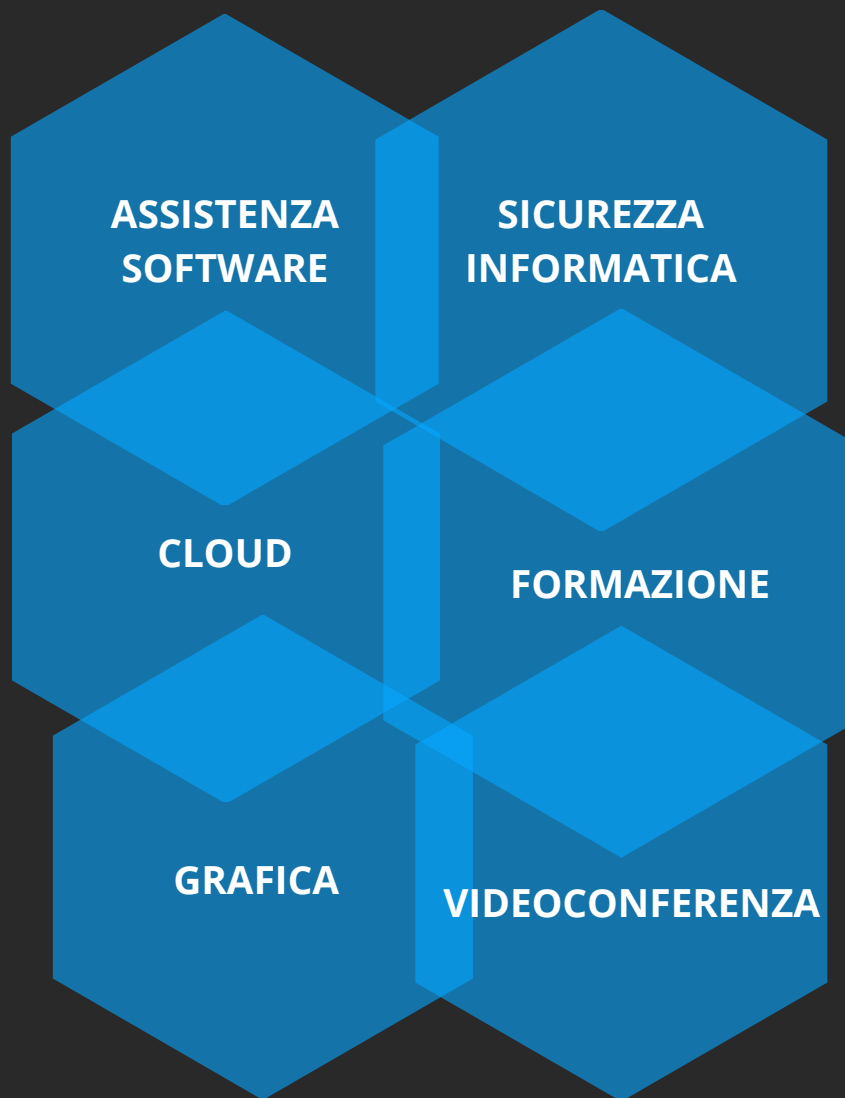 ASSISTENZA
SOFTWARE
SICUREZZA
INFORMATICA
CLOUD
FORMAZIONE
GRAFICA
VIDEOCONFERENZA